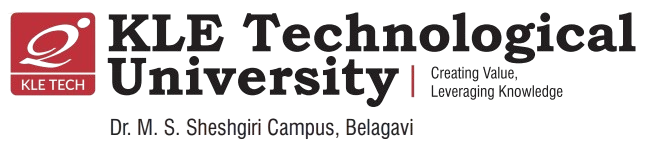 KLE TECH
KLE Technological
University
Creating Value,
Leveraging Knowledge
Dr. M. S. Sheshgiri Campus, Belagavi